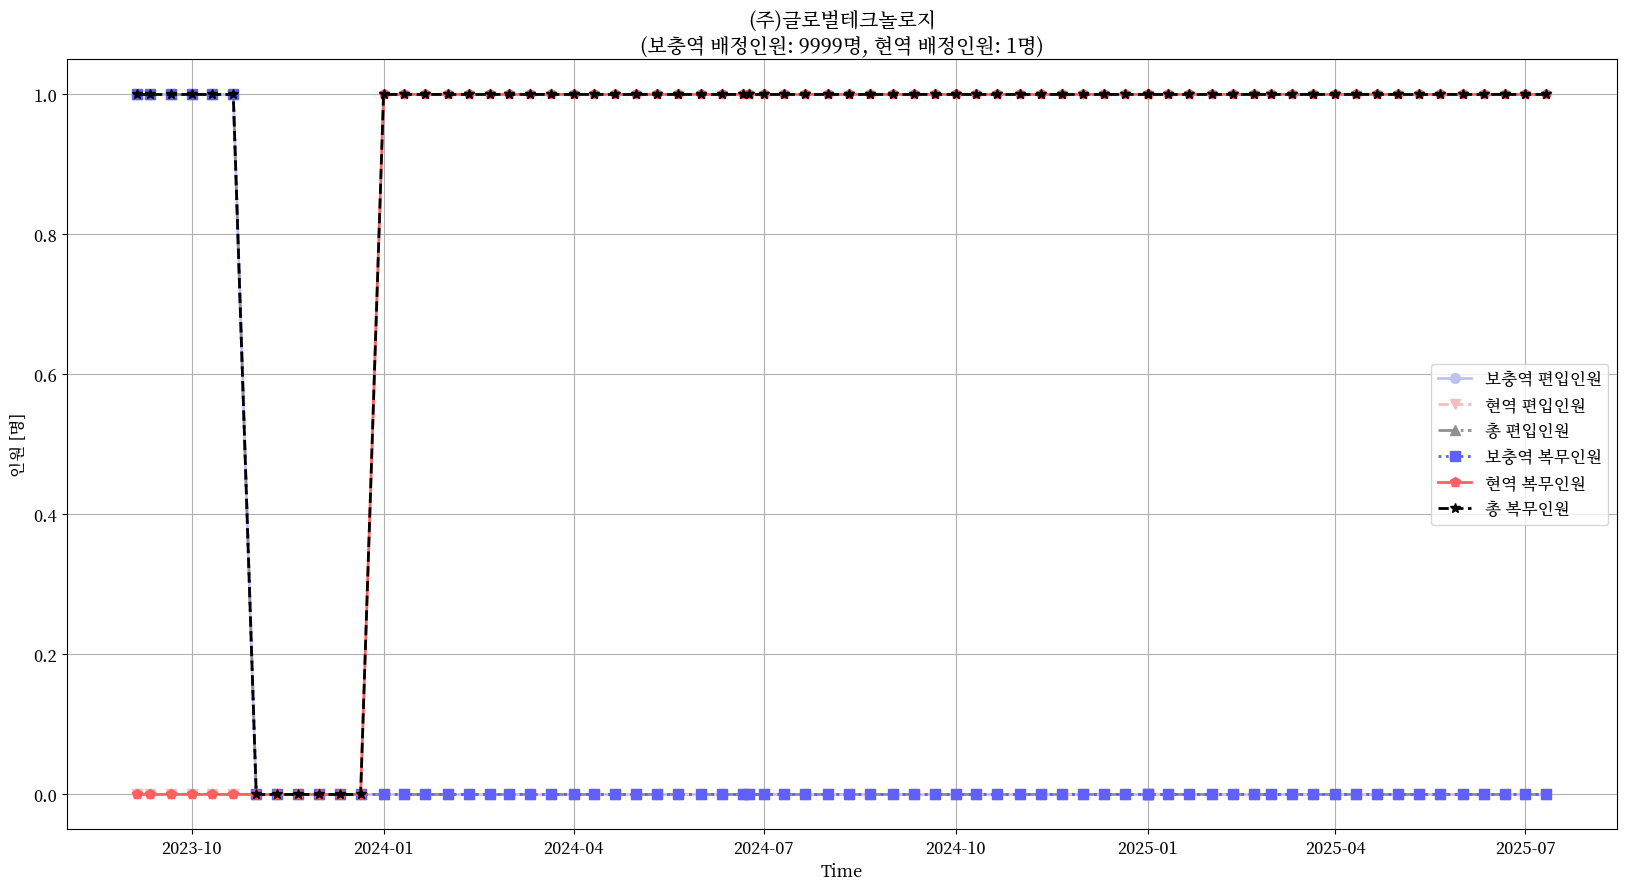 (주)글로벌테크놀로지
(보충역 배정인원: 9999명, 현역 배정인원: 1명)
인원 [명]
1.0
0.8
0.6
0.4
0.2
0.0
보충역 편입인원
현역 편입인원
총 편입인원
보충역 복무인원
현역 복무인원
총 복무인원
2023-10 2024-01 2024-04 2024-07 2024-10 2025-01 2025-04 2025-07
Time